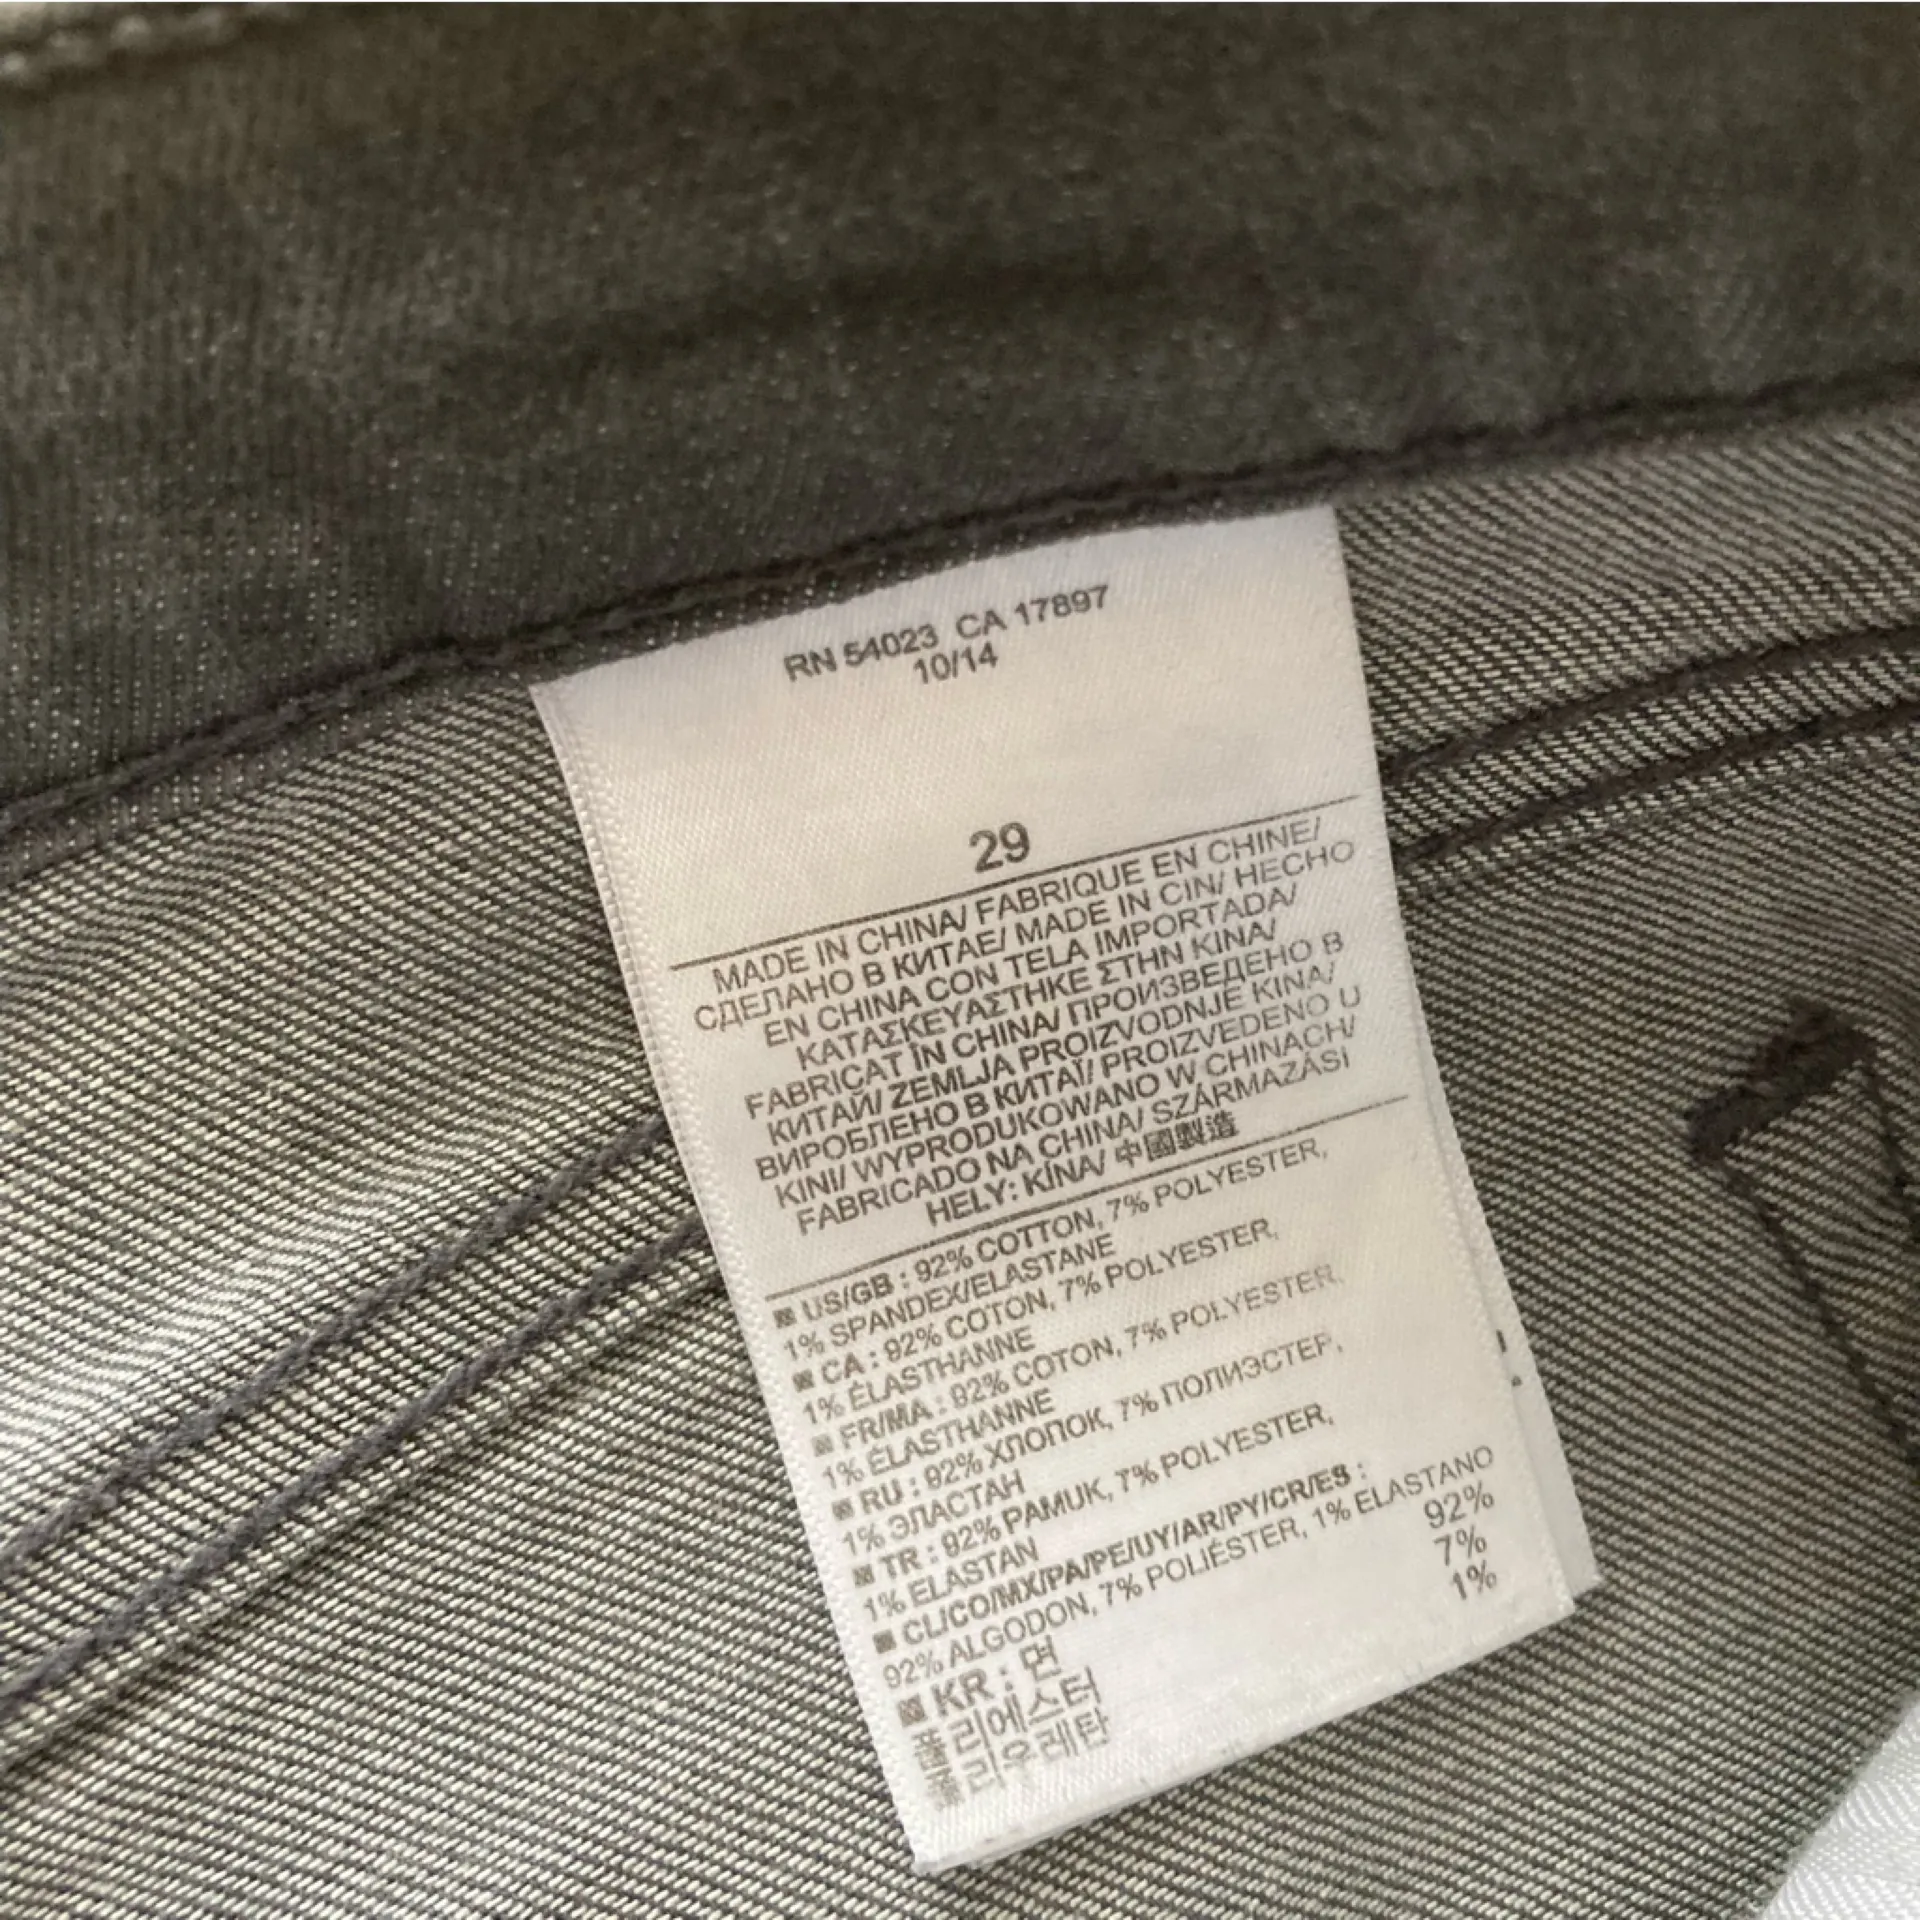 RN 54023 CA 17897
10/14
29
MADE IN CHINA/ FABRIQUE EN CHINE/
СДЕЛАНО В КИТАЕ/ MADE IN CIN/ HECHO
EN CHINA CON TELA IMPORTADA/
ΚΑΤΑΣΚΕΥΑΣΤΗΚΕ ΣΤΗΝ ΚΙΝΑ/
FABRICAT ÎN CHINA/ ПРОИЗВЕДЕНО В
КИТАЙ/ ZEMLJA PROIZVODNJE KINA/
ВИРОБЛЕНО В КИТАЇ/ PROIZVEDENO U
KINI/ WYPRODUKOWANO W CHINACH/
FABRICADO NA CHINA/ SZÁRMAZÁSI
HELY: KÍNA/ 中國製造
US/GB : 92% COTTON, 7% POLYESTER,
1% SPANDEX/ELASTANE
CA : 92% COTON, 7% POLYESTER,
1% ÉLASTHANNE
FR/MA : 92% COTON, 7% POLYESTER,
1% ÉLASTHANNE
RU : 92% ХЛОПОК, 7% ПОЛИЭСТЕР,
1% ЭЛАСТАН
TR : 92% PAMUK, 7% POLYESTER,
1% ELASTAN
CL/CO/MX/PA/PE/UY/AR/PY/CR/ES :
92% ALGODON, 7% POLIÉSTER, 1% ELASTANO
KR : 면 92%
폴리에스터 7%
폴리우레탄 1%